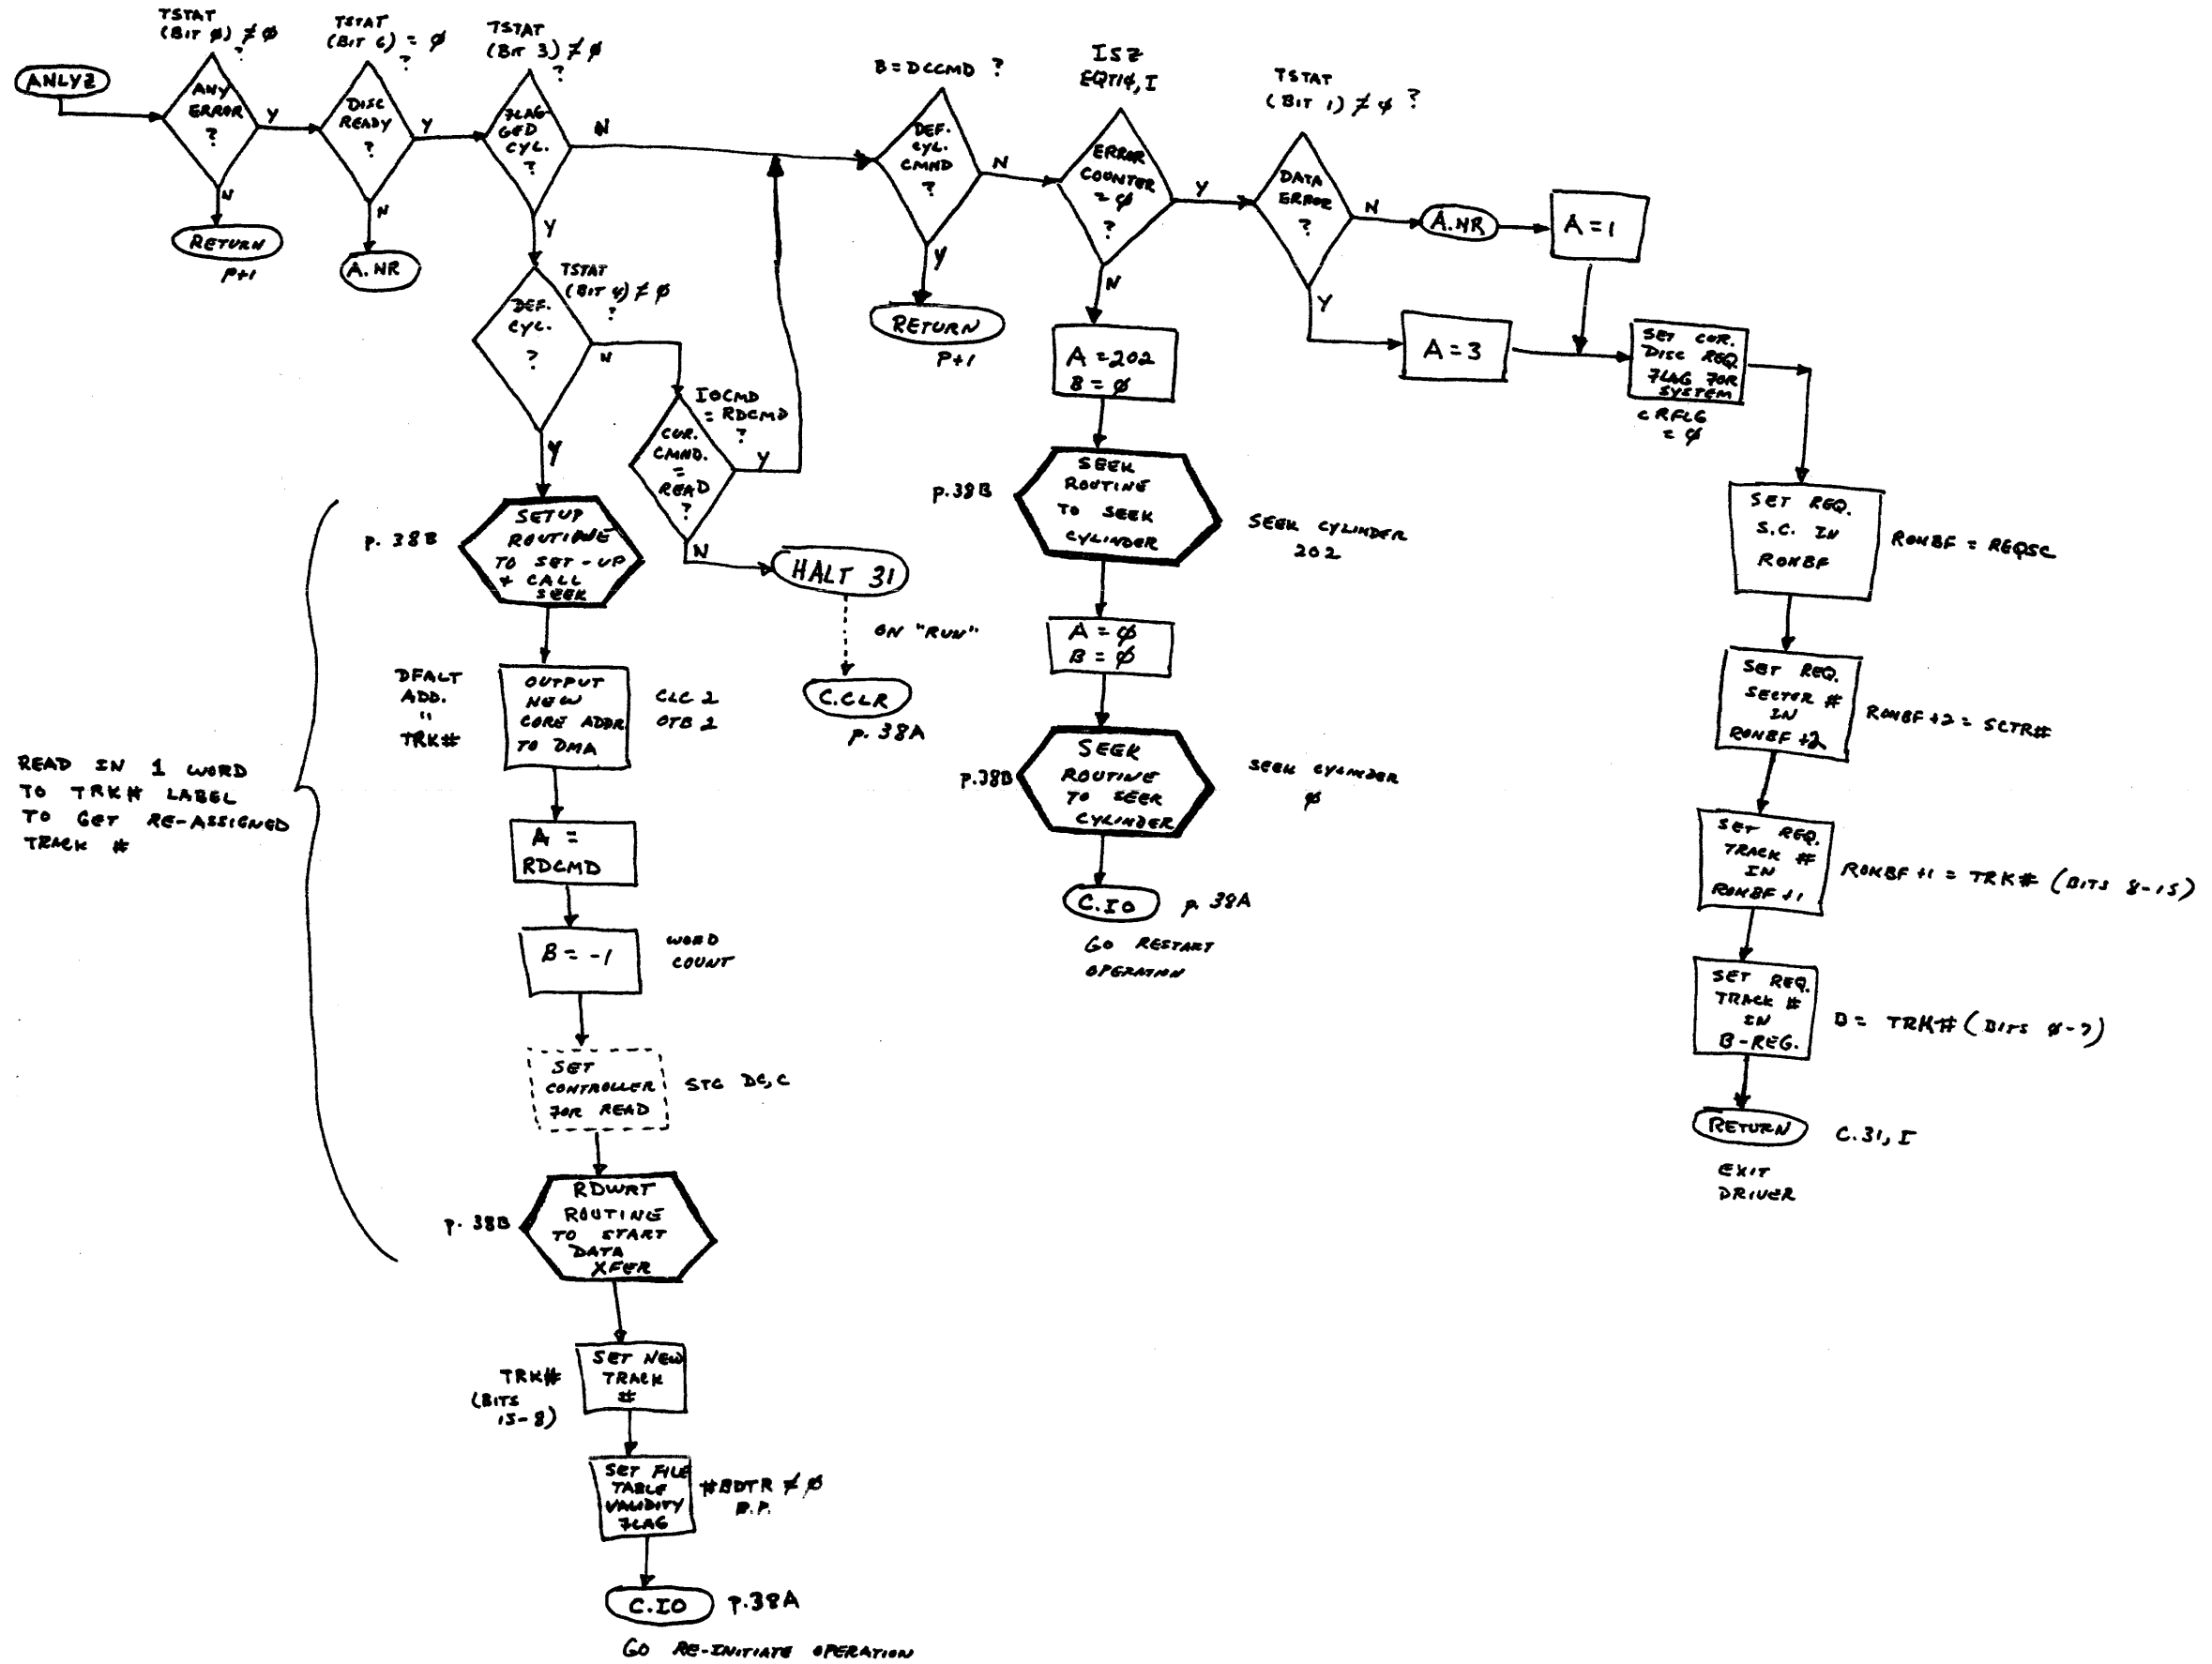 TSTAT
(BIT φ) ≠ φ
?
ANLYZ
ANY
ERROR
?
Y
N
RETURN
P+1
TSTAT
(BIT 6) = φ
?
DISC
READY
?
Y
N
A.NR
TSTAT
(BIT 3) ≠ φ
?
FLAG-
GED
CYL.
?
N
Y
TSTAT
(BIT 4) ≠ φ
?
DEF.
CYL.
?
N
Y
IOCMD
= RDCMD
?
CUR.
CMND.
=
READ
?
Y
N
HALT 31
ON "RUN"
C.CLR
P. 38A
P. 38B
SETUP
ROUTINE
TO SET-UP
+ CALL
SEEK
DFALT
ADD.
"
TRK#
OUTPUT
NEW
CORE ADDR
TO DMA
CLC 2
OTB 2
READ IN 1 WORD
TO TRK# LABEL
TO GET RE-ASSIGNED
TRACK #
A =
RDCMD
B = -1
WORD
COUNT
SET
CONTROLLER
FOR READ
STC DC,C
P. 38B
RDWRT
ROUTINE
TO START
DATA
XFER
TRK#
(BITS
15-8)
SET NEW
TRACK
#
SET FILE
TABLE
VALIDITY
FLAG
#BDTR ≠ φ
B.P.
C.IO
P.38A
GO RE-INITIATE OPERATION
B = DCCMD ?
DEF.
CYL.
CMND
?
N
Y
RETURN
P+1
ISZ
EQT14,I
ERROR
COUNTER
= φ
?
Y
N
A = 202
B = φ
P.38B
SEEK
ROUTINE
TO SEEK
CYLINDER
SEEK CYLINDER
202
A = φ
B = φ
P.38B
SEEK
ROUTINE
TO SEEK
CYLINDER
SEEK CYLINDER
φ
C.IO
P. 38A
GO RESTART
OPERATION
TSTAT
(BIT 1) ≠ φ ?
DATA
ERROR
?
N
Y
A.NR
A = 1
A = 3
SET CUR.
DISC REQ
FLAG FOR
SYSTEM
CRFLG
= φ
SET REQ.
S.C. IN
RONBF
RONBF = REQSC
SET REQ.
SECTOR #
IN
RONBF +2
RONBF +2 = SCTR#
SET REQ.
TRACK #
IN
RONBF +1
RONBF +1 = TRK# (BITS 8-15)
SET REQ.
TRACK #
IN
B-REG.
B = TRK# (BITS φ-7)
RETURN
C.31, I
EXIT
DRIVER